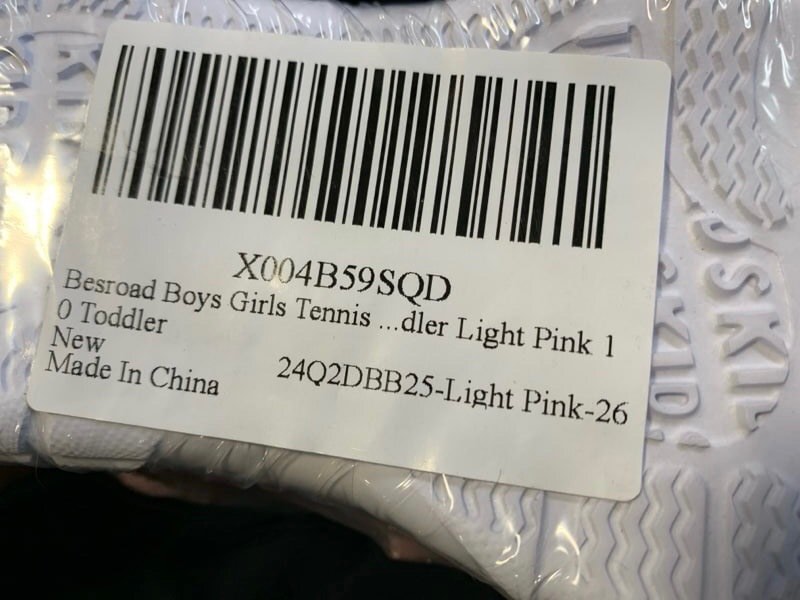 X004B59SQD
Besroad Boys Girls Tennis ...dler Light Pink 1
0 Toddler
New
Made In China
24Q2DBB25-Light Pink-26
SKID